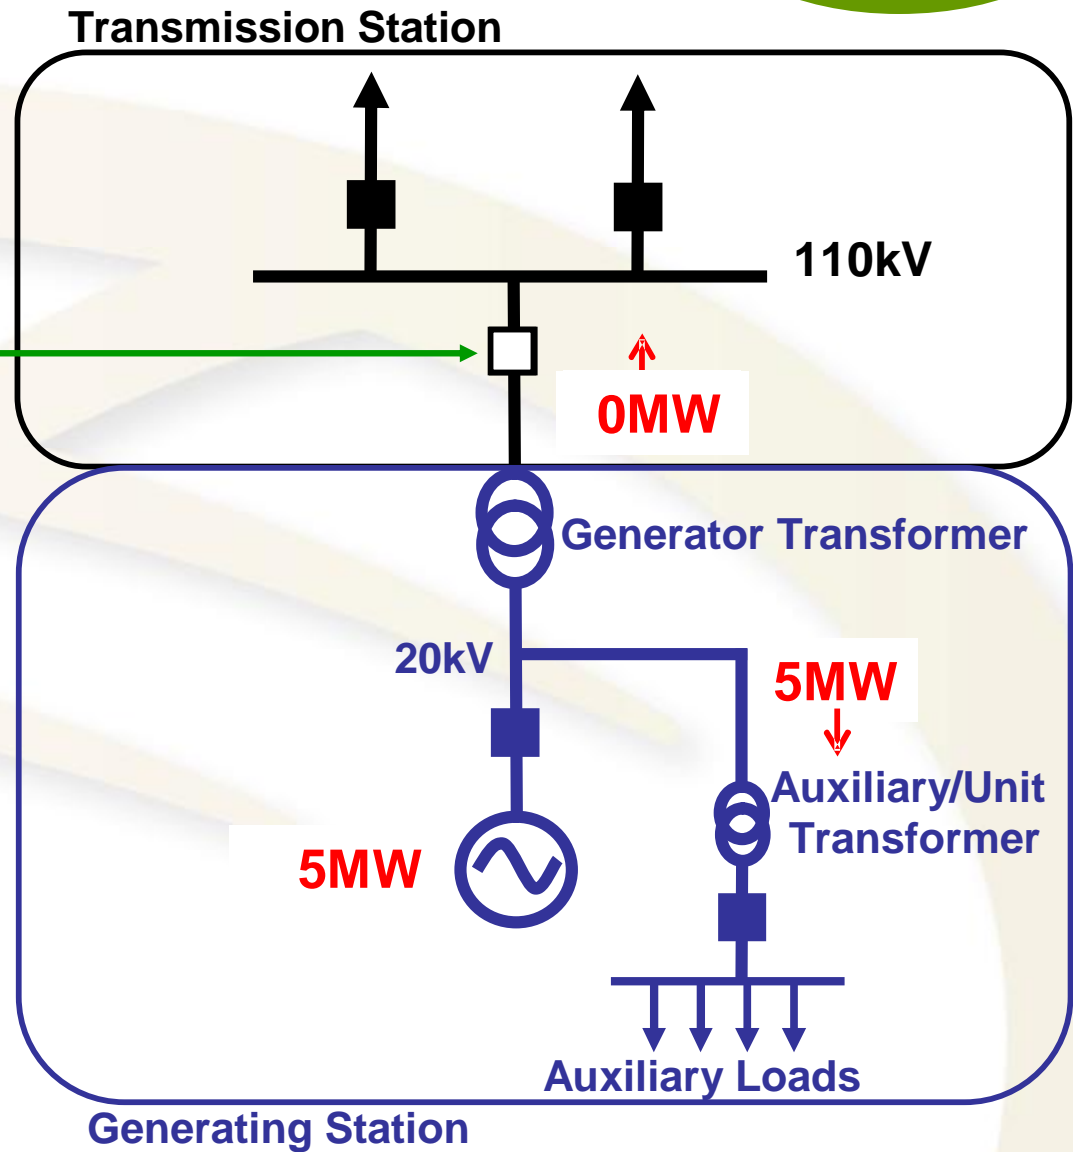 Transmission Station
110kV
0MW
Generator Transformer
20kV
5MW
Auxiliary/Unit
Transformer
5MW
Auxiliary Loads
Generating Station